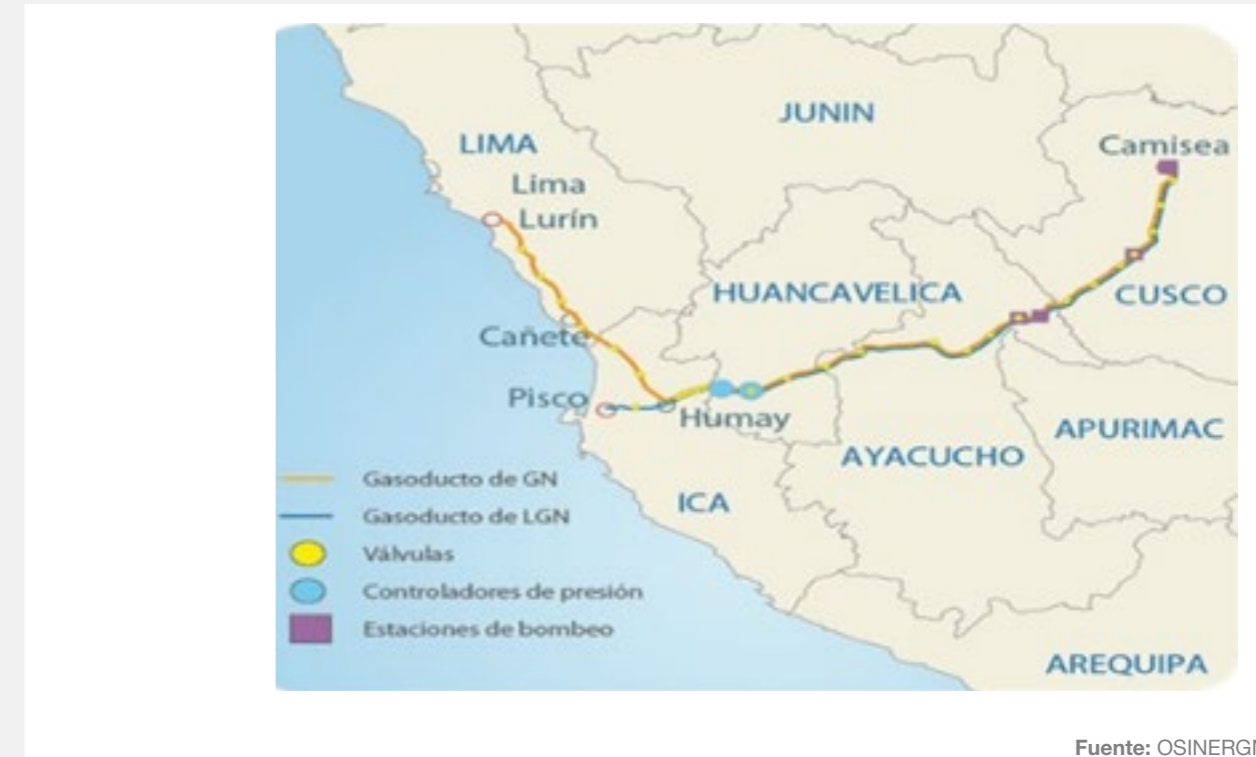 JUNIN
LIMA
Camisea
Lima
Lurín
HUANCAVELICA
CUSCO
Cañete
Pisco
Humay
APURIMAC
AYACUCHO
ICA
Gasoducto de GN
Gasoducto de LGN
Válvulas
Controladores de presión
Estaciones de bombeo
AREQUIPA
Fuente: OSINERG